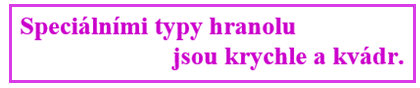 Speciálními typy hranolu
jsou krychle a kvádr.